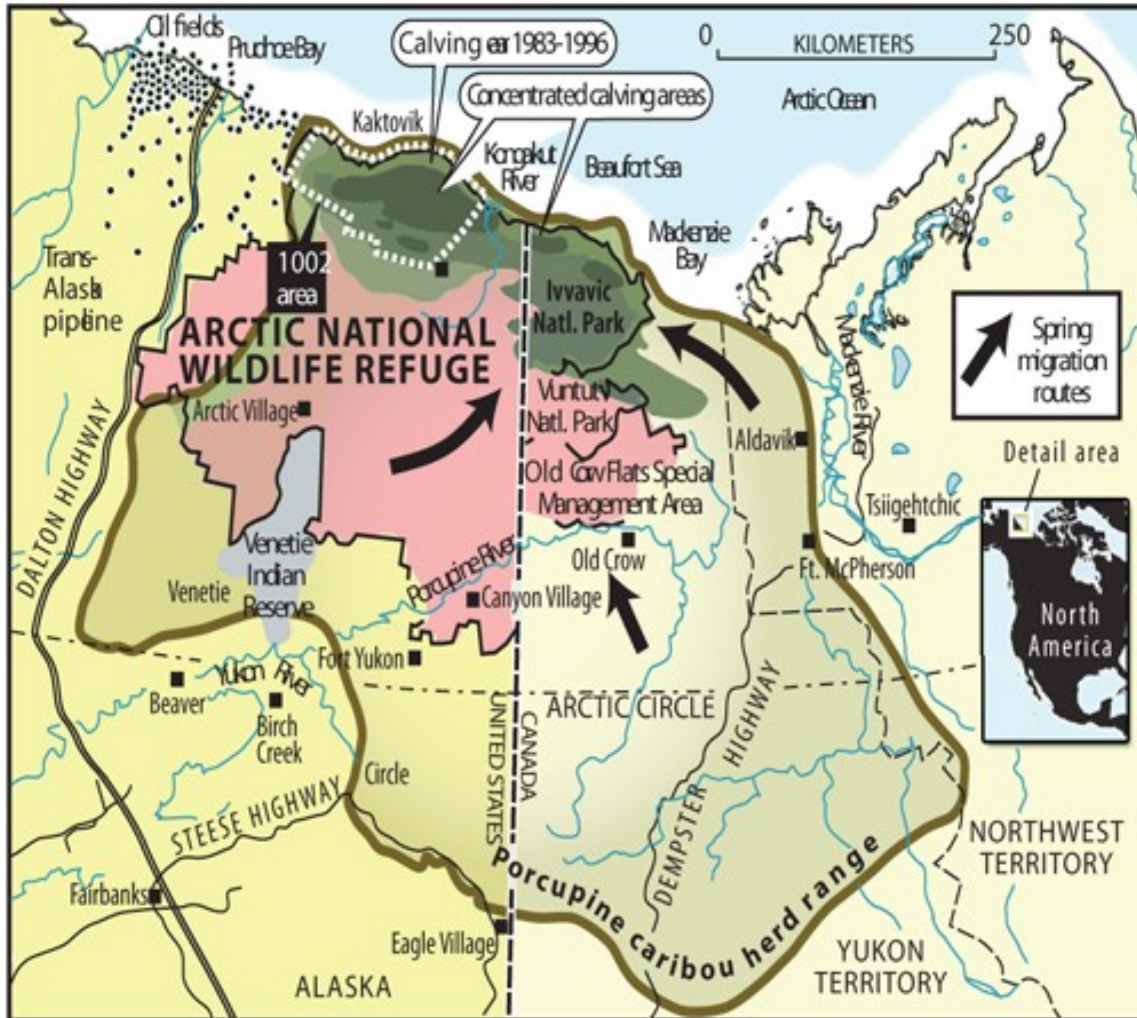 Oil fields
Prudhoe Bay
Calving ear 1983-1996
0 KILOMETERS 250
Concentrated calving areas
Arctic Ocean
Kaktovik
Kongakut
River
Beaufort Sea
Mackenzie
Bay
Trans-
Alaska
pipeline
1002
area
Ivvavic
Natl. Park
Spring
migration
routes
ARCTIC NATIONAL
WILDLIFE REFUGE
Mackenzie River
Arctic Village
Vuntut
Natl. Park
Aldavik
Detail area
Old Crow Flats Special
Management Area
Tsiigehtchic
DALTON HIGHWAY
Venetie
Indian
Reserve
Porcupine River
Old Crow
Ft. McPherson
Venetie
Canyon Village
North
America
Fort Yukon
Yukon River
Beaver
Birch
Creek
ARCTIC CIRCLE
UNITED STATES
CANADA
DEMPSTER HIGHWAY
Circle
STEESE HIGHWAY
NORTHWEST
TERRITORY
Fairbanks
Porcupine caribou herd range
Eagle Village
ALASKA
YUKON
TERRITORY